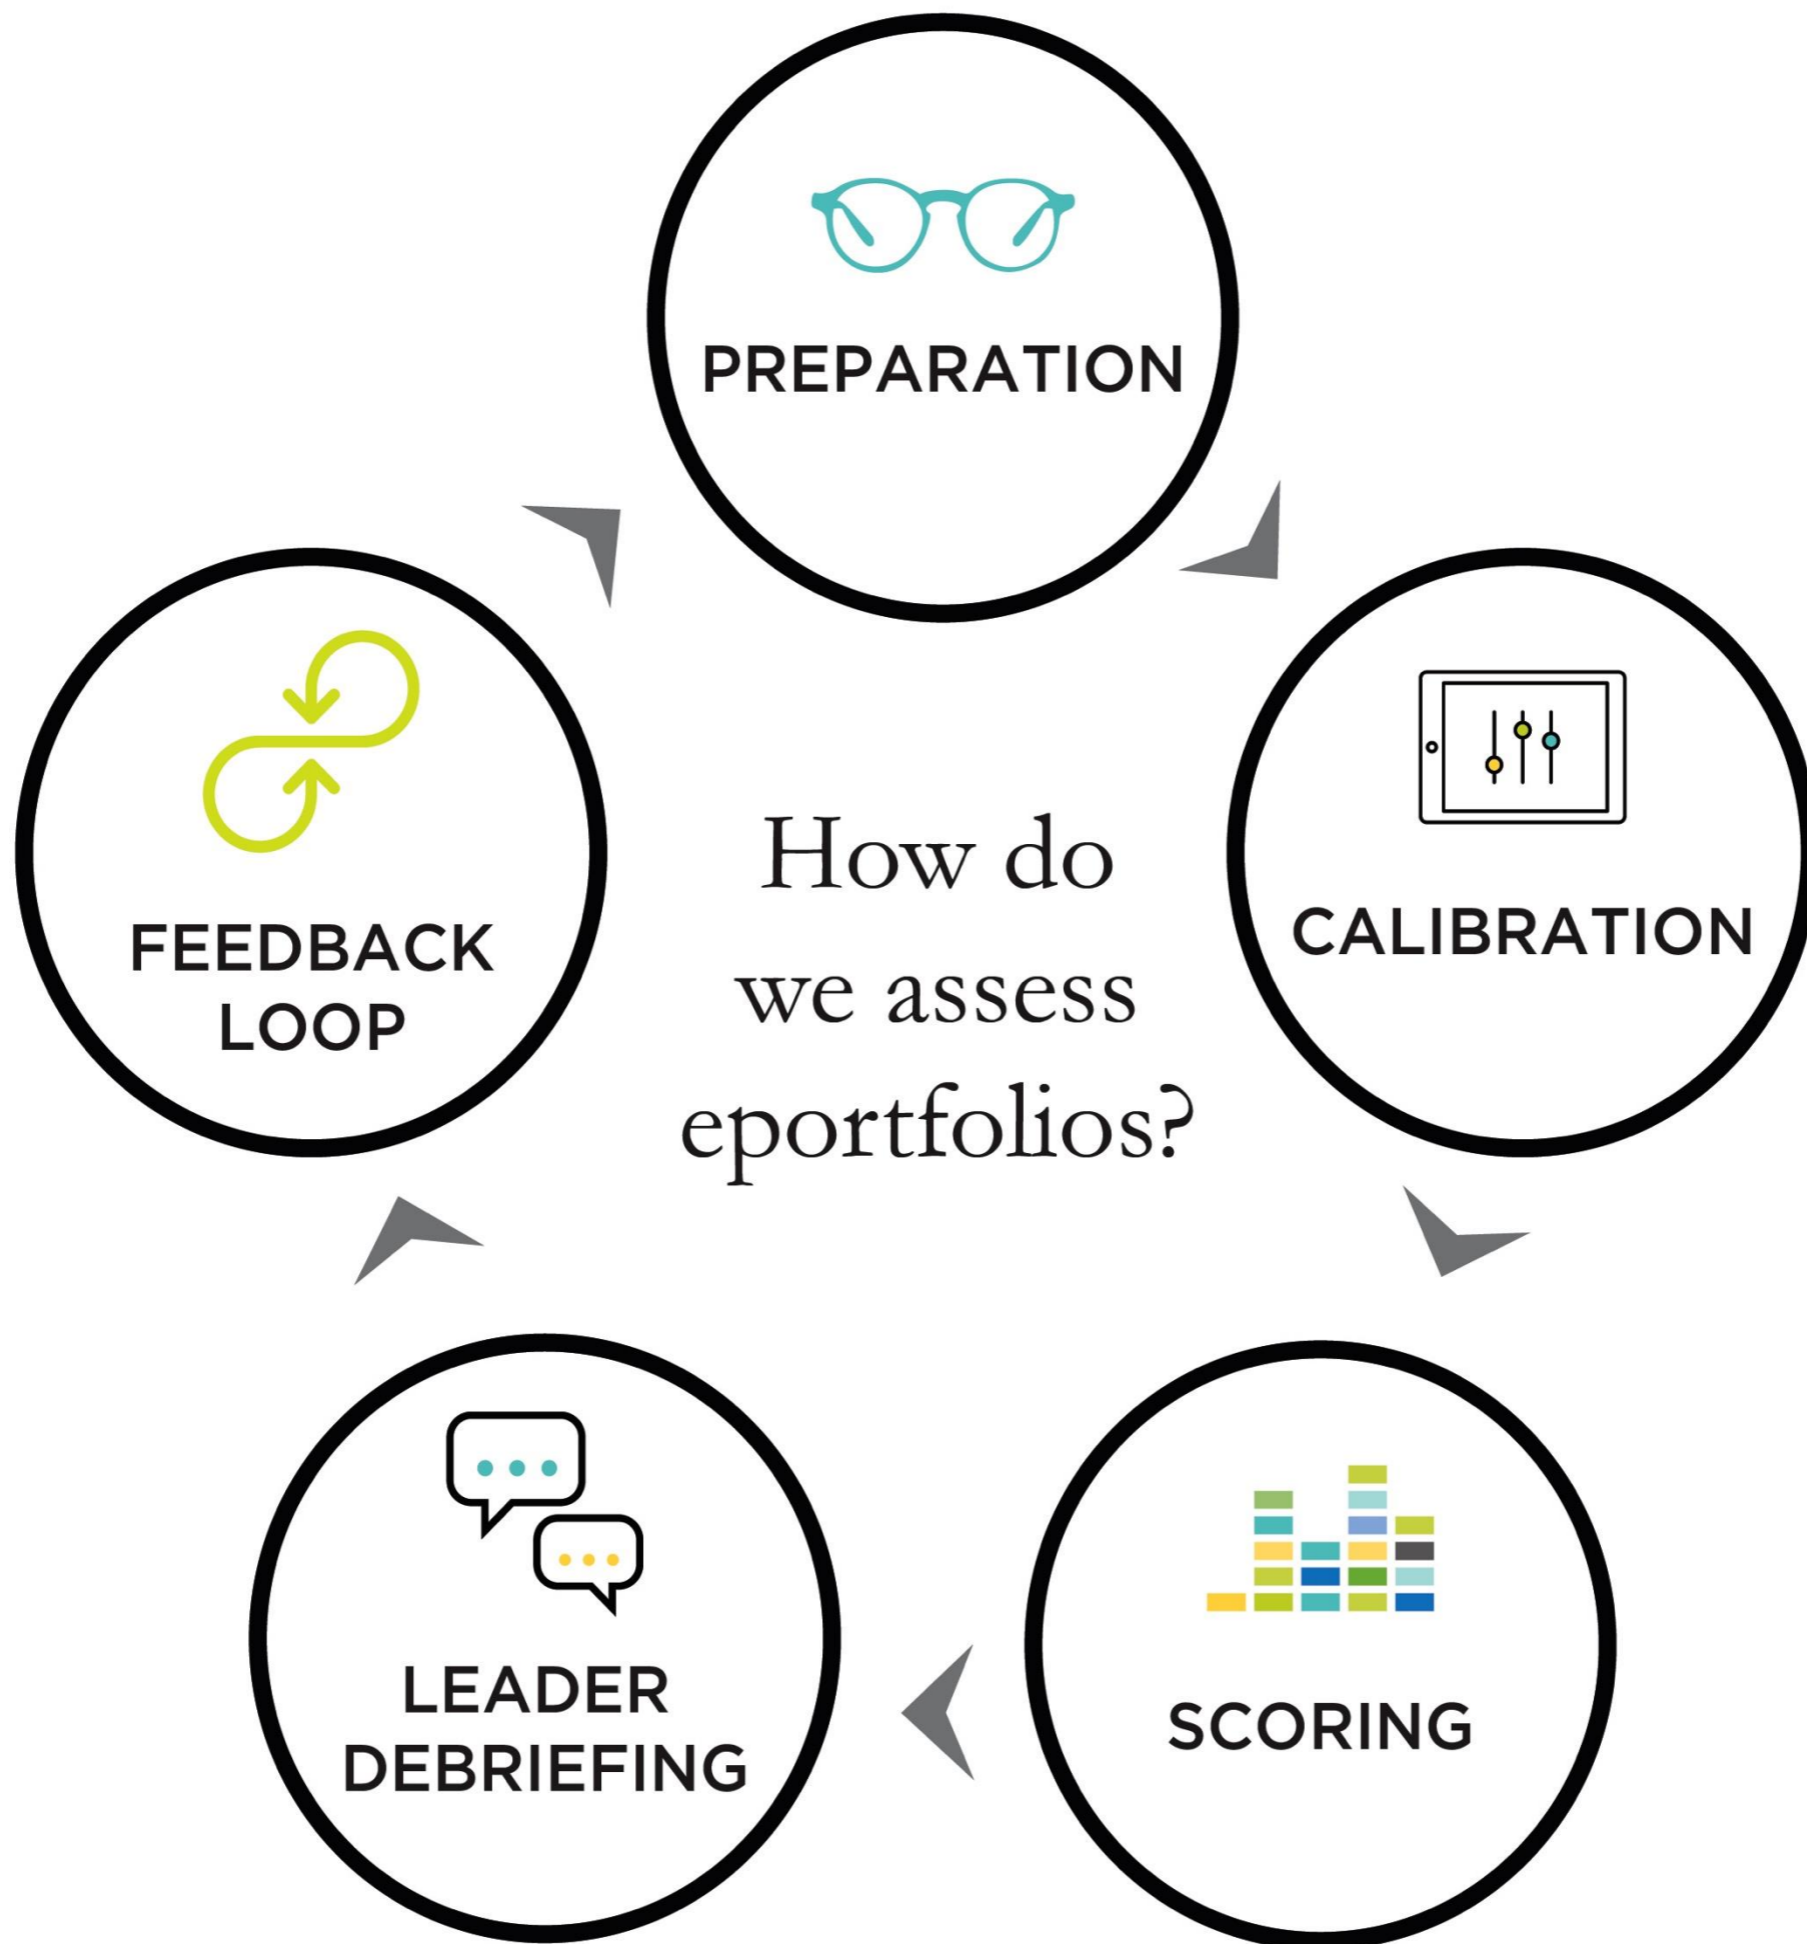 PREPARATION
CALIBRATION
SCORING
LEADER
DEBRIEFING
FEEDBACK
LOOP
How do
we assess
eportfolios?